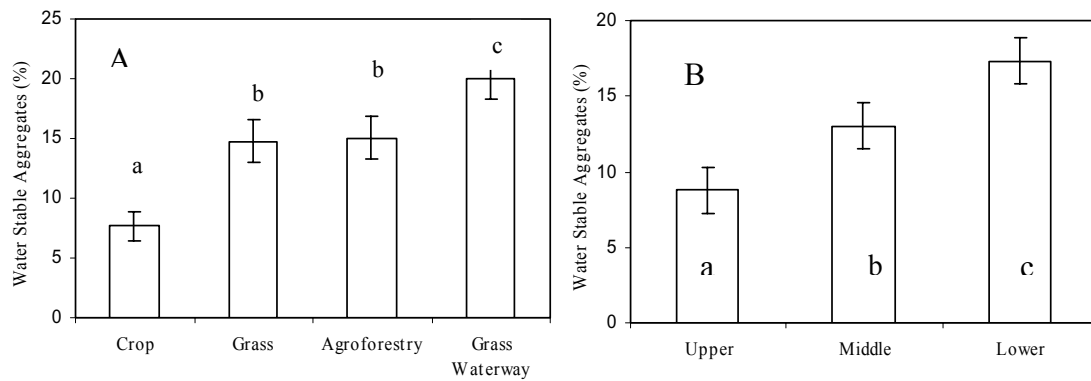 A
Water Stable Aggregates (%)
25
20
15
10
5
0
a
b
b
c
Crop
Grass
Agroforestry
Grass
Waterway
B
Water Stable Aggregates (%)
20
15
10
5
0
a
b
c
Upper
Middle
Lower